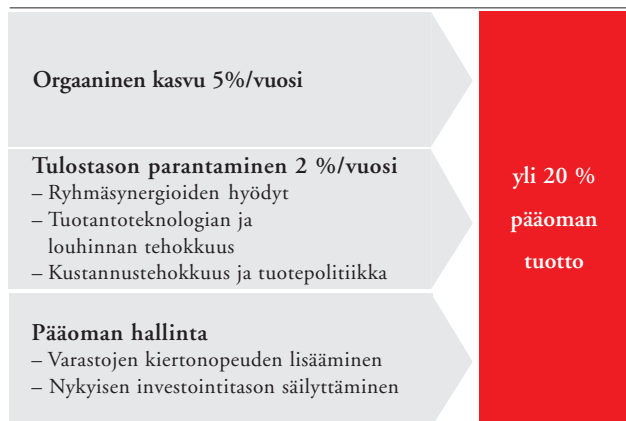 Orgaaninen kasvu 5%/vuosi
Tulostason parantaminen 2 %/vuosi
– Ryhmäsynergioiden hyödyt
– Tuotantoteknologian ja
louhinnan tehokkuus
– Kustannustehokkuus ja tuotepolitiikka
Pääoman hallinta
– Varastojen kiertonopeuden lisääminen
– Nykyisen investointitason säilyttäminen
yli 20 %
pääoman
tuotto